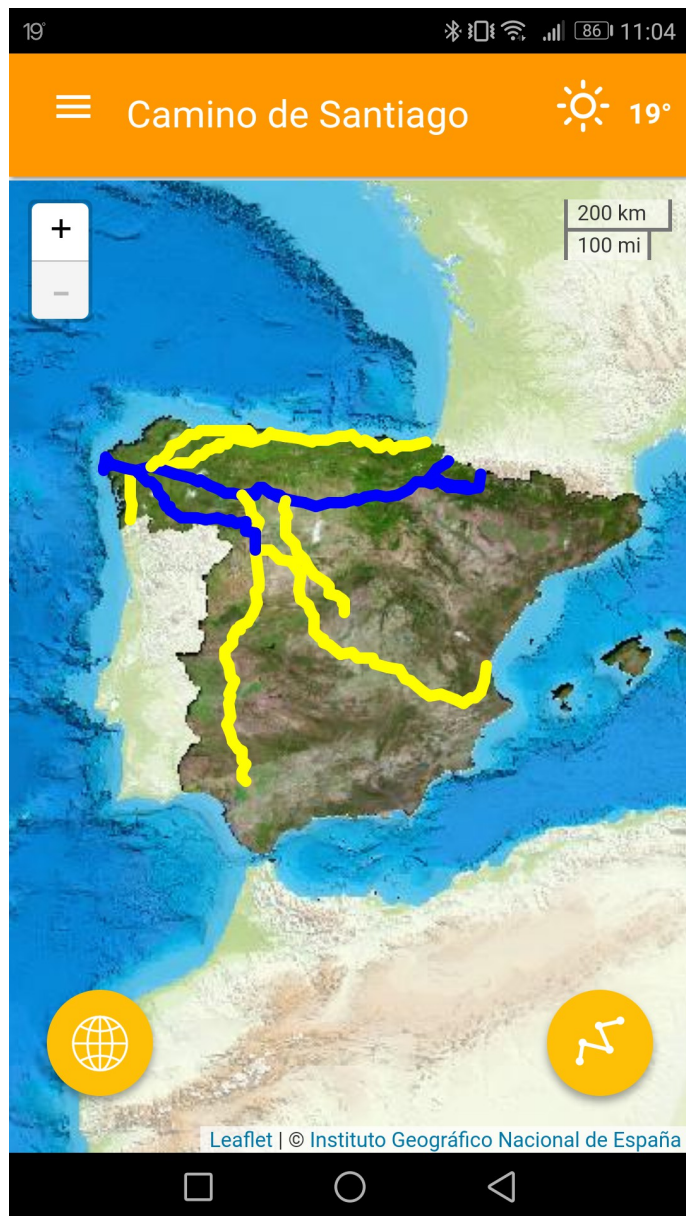 19°
86 11:04
Camino de Santiago
19°
+
200 km
100 mi
−
Leaflet | © Instituto Geográfico Nacional de España